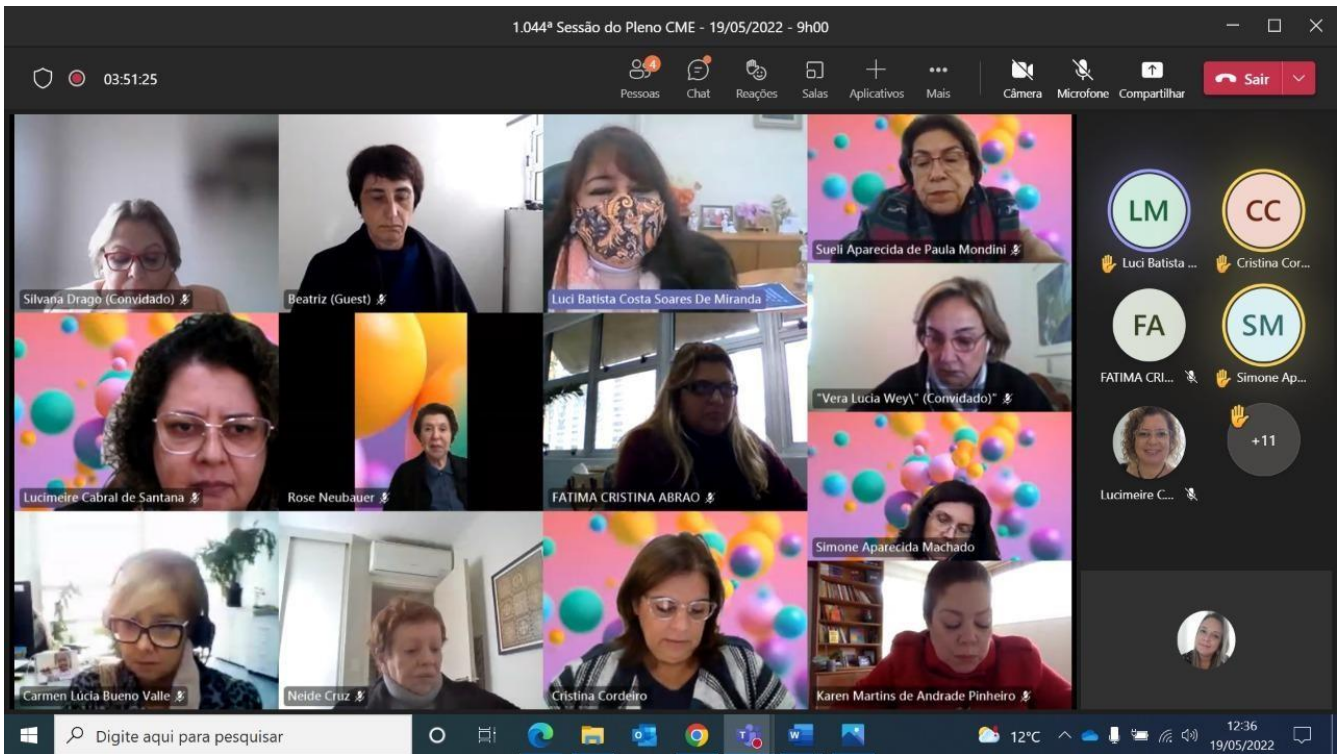 1.044ª Sessão do Pleno CME - 19/05/2022 - 9h00
03:51:25
4
Pessoas
Chat
Reações
Salas
Aplicativos
Mais
Câmera
Microfone
Compartilhar
Sair
Silvana Drago (Convidado)
Beatriz (Guest)
Luci Batista Costa Soares De Miranda
Sueli Aparecida de Paula Mondini
"Vera Lucia Wey\" (Convidado)"
Lucimeire Cabral de Santana
Rose Neubauer
FATIMA CRISTINA ABRAO
Simone Aparecida Machado
Carmen Lúcia Bueno Valle
Neide Cruz
Cristina Cordeiro
Karen Martins de Andrade Pinheiro
LM
Luci Batista ...
CC
Cristina Cor...
FA
FATIMA CRI...
SM
Simone Ap...
Lucimeire C...
+11
Digite aqui para pesquisar
12°C
12:36
19/05/2022